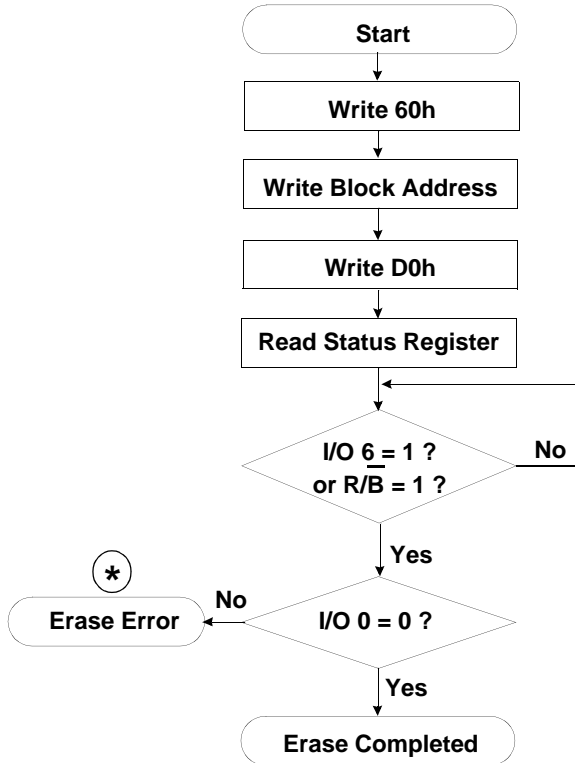 Start
Write 60h
Write Block Address
Write D0h
Read Status Register
I/O 6 = 1 ?
or R/B̅ = 1 ?
No
Yes
*
Erase Error
No
I/O 0 = 0 ?
Yes
Erase Completed